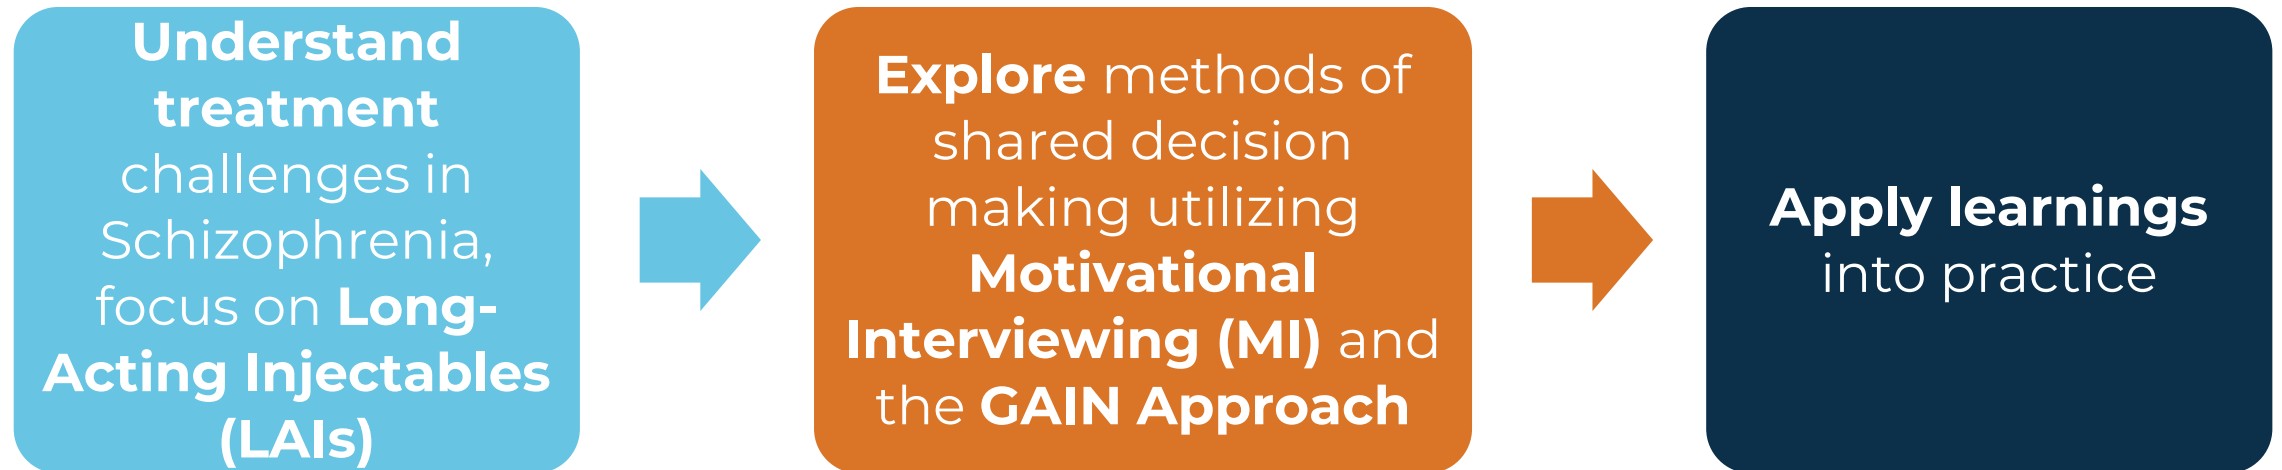 Understand
treatment
challenges in
Schizophrenia,
focus on Long-
Acting Injectables
(LAIs)
Explore methods of
shared decision
making utilizing
Motivational
Interviewing (MI) and
the GAIN Approach
Apply learnings
into practice